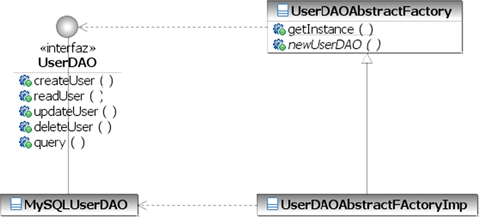 UserDAOAbstractFactory
getInstance ( )
newUserDAO ( )
«interfaz»
UserDAO
createUser ( )
readUser ( )
updateUser ( )
deleteUser ( )
query ( )
MySQLUserDAO
UserDAOAbstractFActoryImp